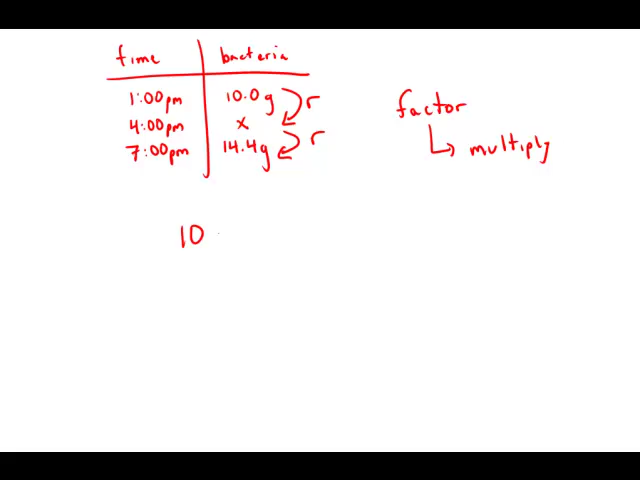 time bacteria
1:00pm 10.0g r
4:00pm x
7:00pm 14.4g r
factor
multiply
10